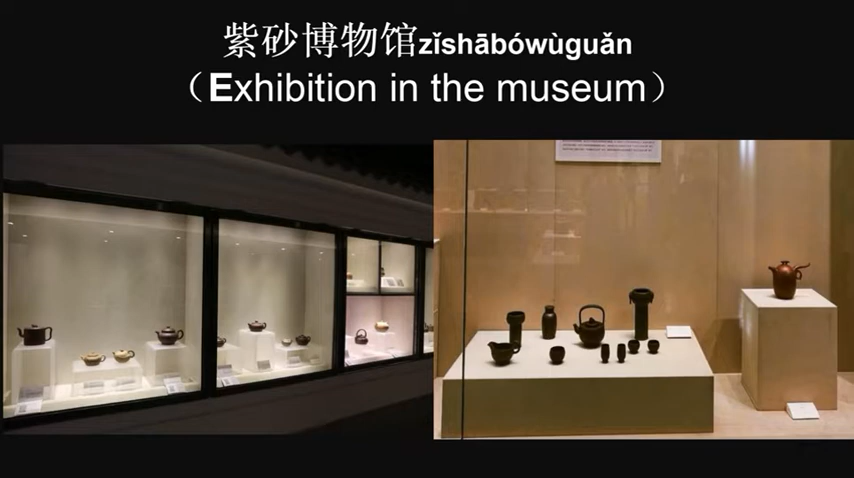 紫砂博物馆zǐshābówùguǎn
（Exhibition in the museum）